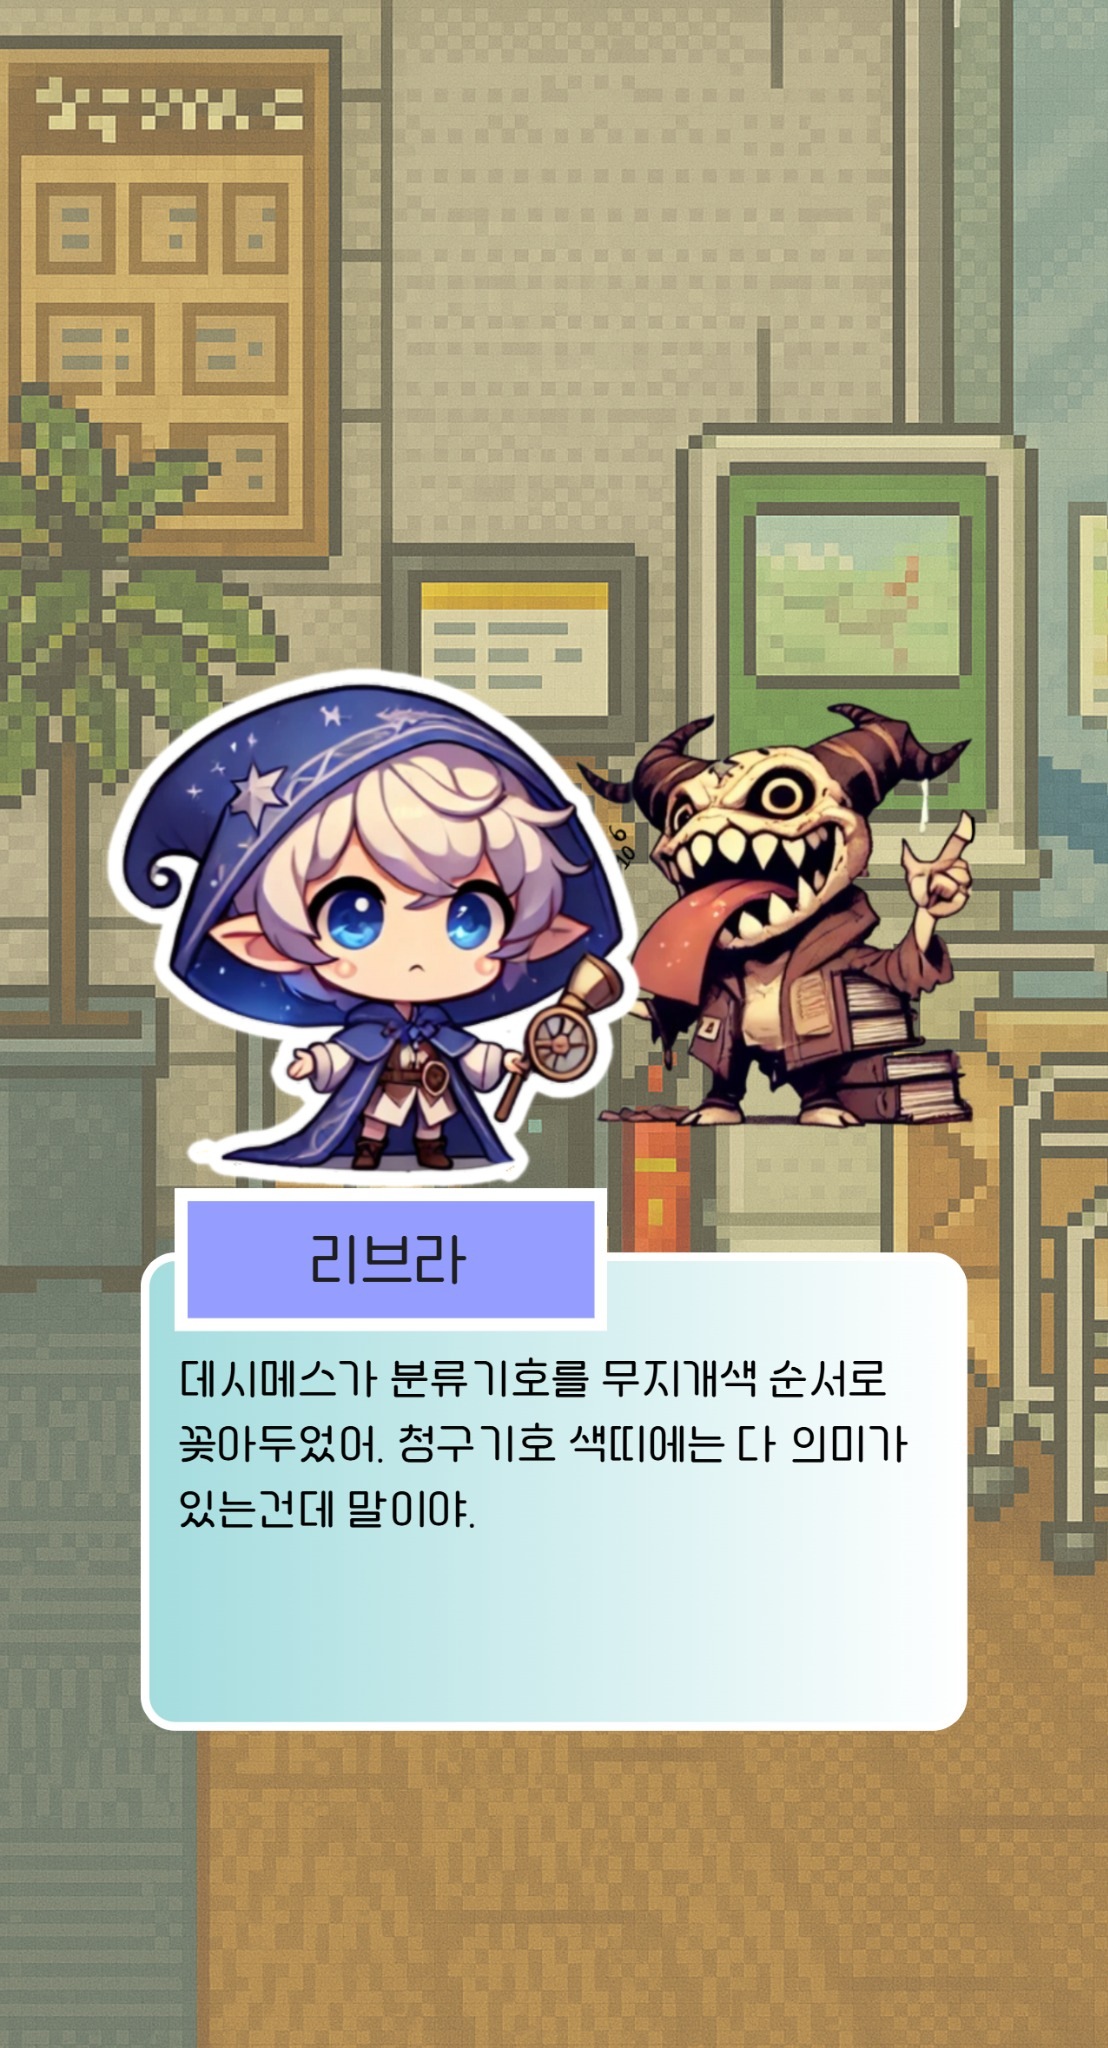 리브라
데시메스가 분류기호를 무지개색 순서로
꽂아두었어. 청구기호 색띠에는 다 의미가
있는건데 말이야.